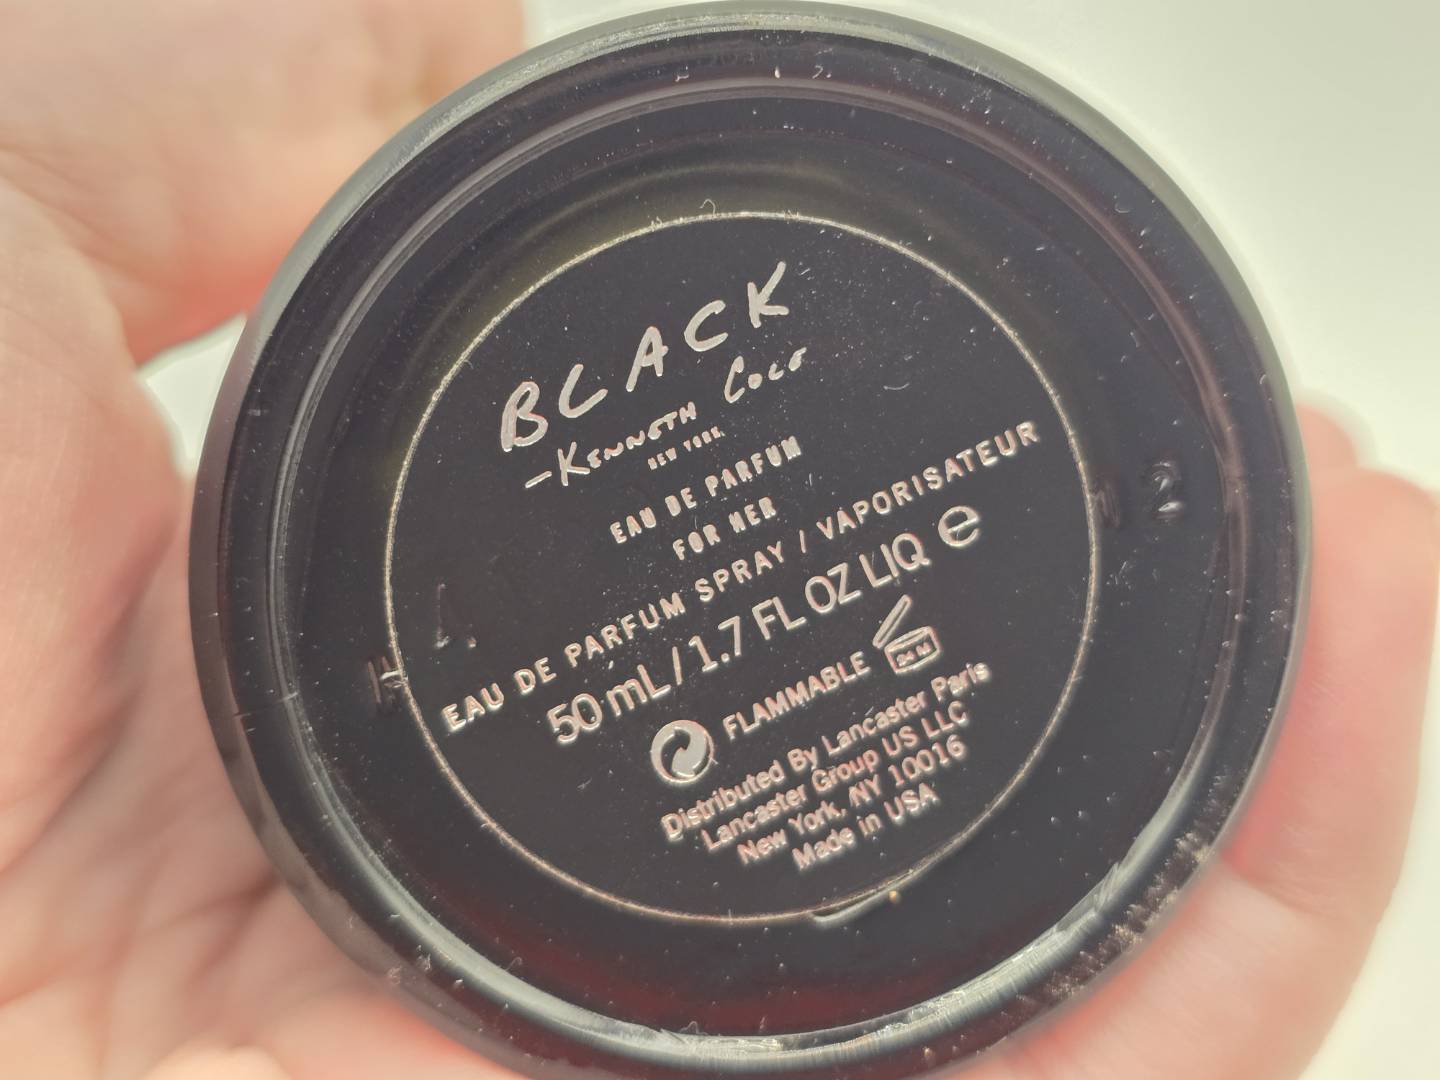 BLACK
-KENNETH COLE
NEW YORK
EAU DE PARFUM
FOR HER
EAU DE PARFUM SPRAY / VAPORISATEUR
50 mL / 1.7 FL OZ LIQ e
FLAMMABLE 24 M
Distributed By Lancaster Paris
Lancaster Group US LLC
New York, NY 10016
Made in USA
2